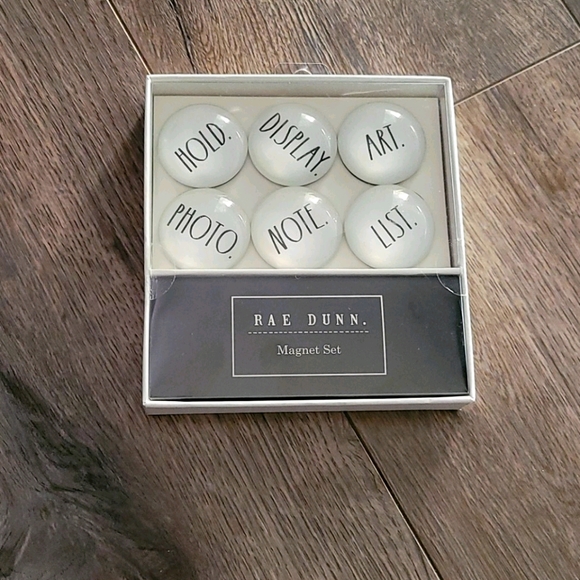 HOLD.
DISPLAY.
ART.
PHOTO.
NOTE.
LIST.
RAE DUNN.
Magnet Set